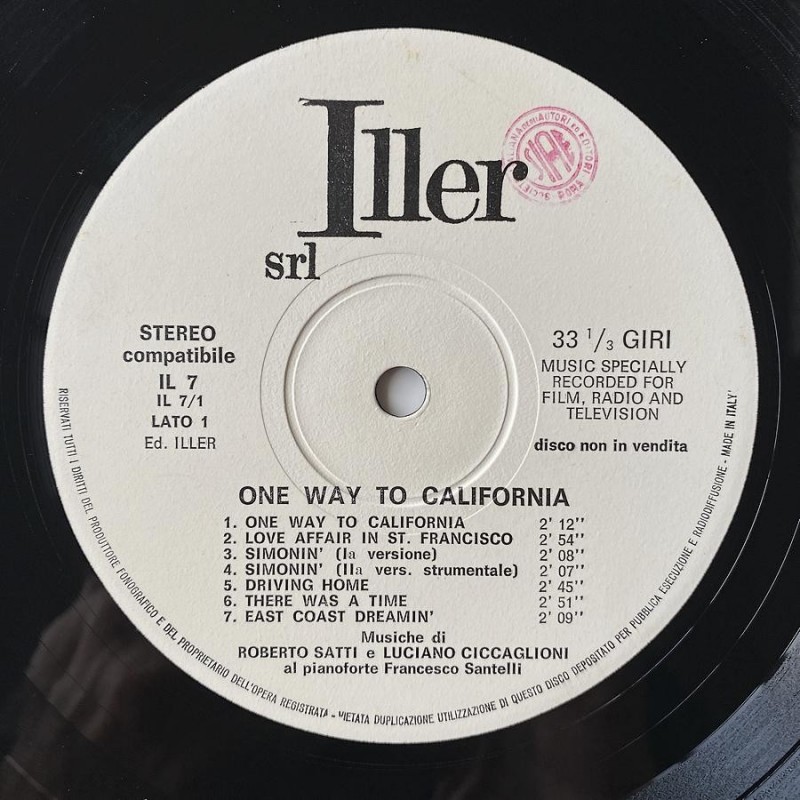 Iller
srl
SOCIETÀ ITALIANA DEGLI AUTORI ED EDITORI
SIAE
STEREO
compatibile
IL 7
IL 7/1
LATO 1
Ed. ILLER
33 1/3 GIRI
MUSIC SPECIALLY
RECORDED FOR
FILM, RADIO AND
TELEVISION
disco non in vendita
ONE WAY TO CALIFORNIA
1. ONE WAY TO CALIFORNIA 2' 12''
2. LOVE AFFAIR IN ST. FRANCISCO 2' 54''
3. SIMONIN' (Ia versione) 2' 08''
4. SIMONIN' (IIa vers. strumentale) 2' 07''
5. DRIVING HOME 2' 45''
6. THERE WAS A TIME 2' 51''
7. EAST COAST DREAMIN' 2' 09''
Musiche di
ROBERTO SATTI e LUCIANO CICCAGLIONI
al pianoforte Francesco Santelli
RISERVATI TUTTI I DIRITTI DEL PRODUTTORE FONOGRAFICO E DEL PROPRIETARIO DELL'OPERA REGISTRATA - VIETATA DUPLICAZIONE UTILIZZAZIONE DI QUESTO DISCO DEPOSITATO PER PUBBLICA ESECUZIONE E RADIODIFFUSIONE - MADE IN ITALY